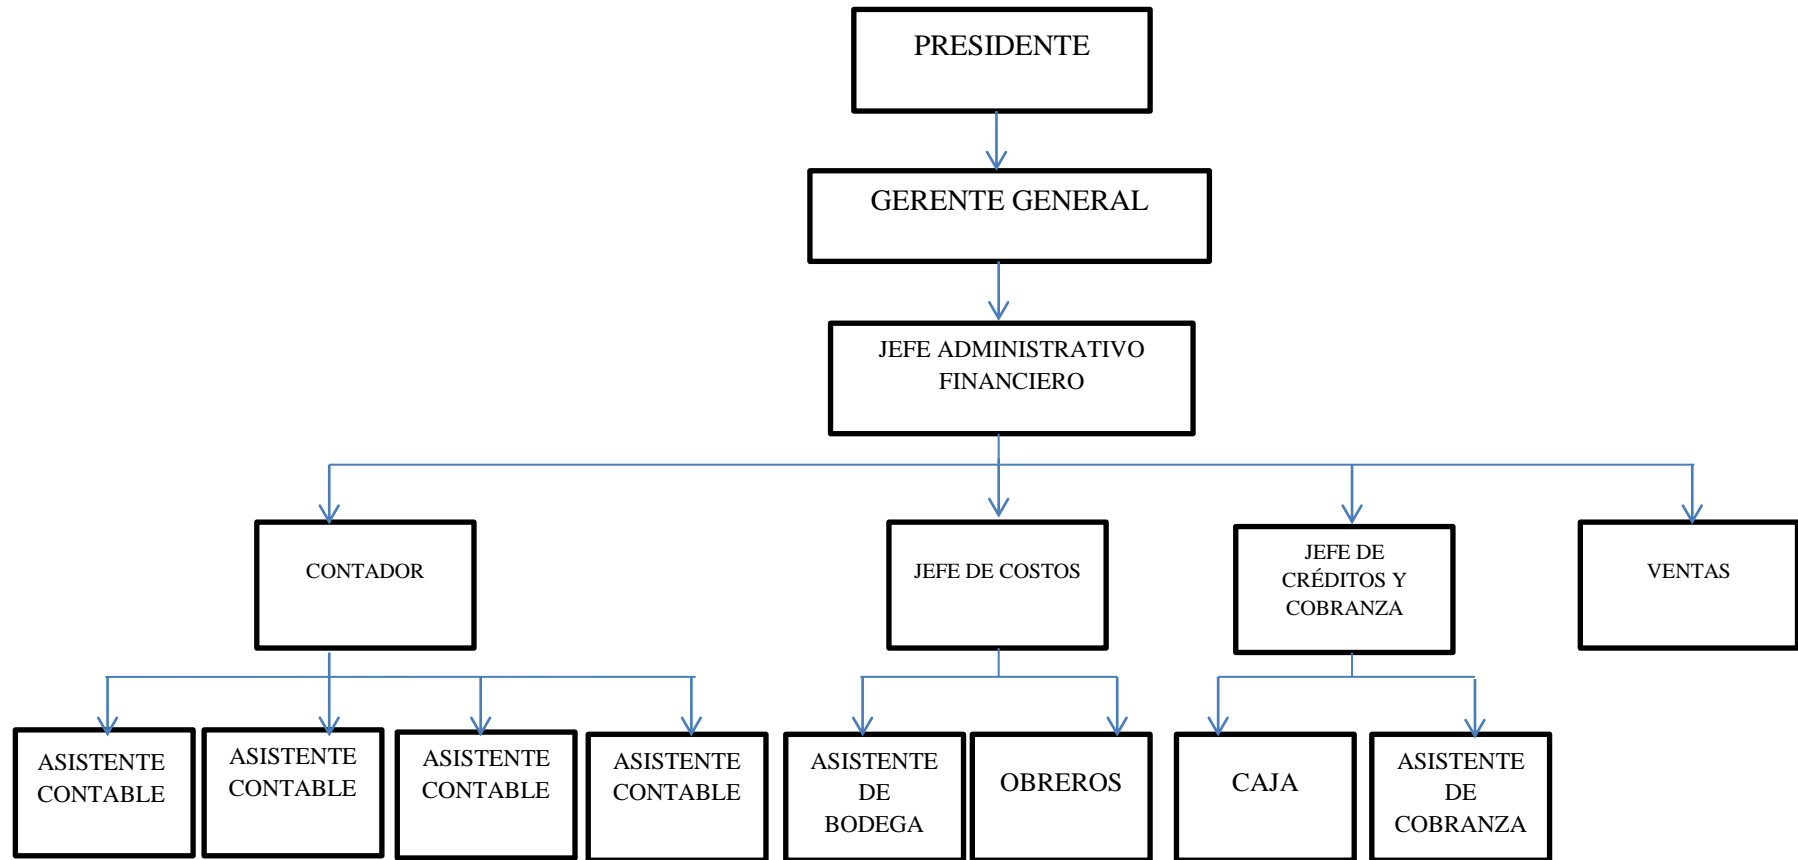 PRESIDENTE
GERENTE GENERAL
JEFE ADMINISTRATIVO
FINANCIERO
CONTADOR
JEFE DE COSTOS
JEFE DE
CRÉDITOS Y
COBRANZA
VENTAS
ASISTENTE
CONTABLE
ASISTENTE
CONTABLE
ASISTENTE
CONTABLE
ASISTENTE
CONTABLE
ASISTENTE
DE
BODEGA
OBREROS
CAJA
ASISTENTE
DE
COBRANZA